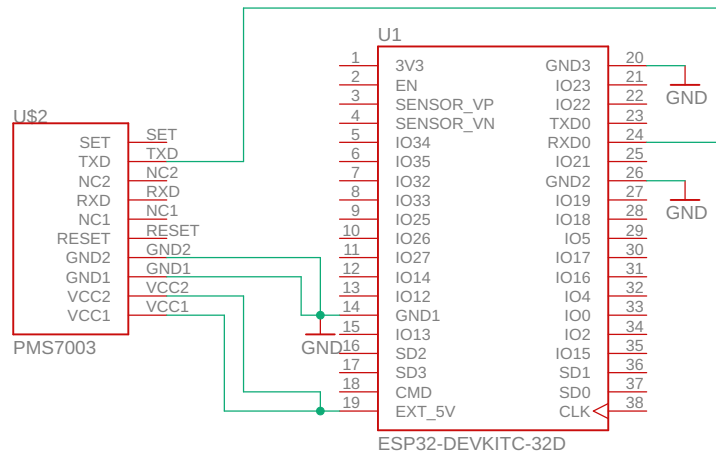 U$2
SET SET
TXD TXD
NC2 NC2
RXD RXD
NC1 NC1
RESET RESET
GND2 GND2
GND1 GND1
VCC2 VCC2
VCC1 VCC1
PMS7003
GND
U1
1 3V3 GND3 20
2 EN IO23 21
3 SENSOR_VP IO22 22
4 SENSOR_VN TXD0 23
5 IO34 RXD0 24
6 IO35 IO21 25
7 IO32 GND2 26
8 IO33 IO19 27
9 IO25 IO18 28
10 IO26 IO5 29
11 IO27 IO17 30
12 IO14 IO16 31
13 IO12 IO4 32
14 GND1 IO0 33
15 IO13 IO2 34
16 SD2 IO15 35
17 SD3 SD1 36
18 CMD SD0 37
19 EXT_5V CLK 38
ESP32-DEVKITC-32D
GND
GND